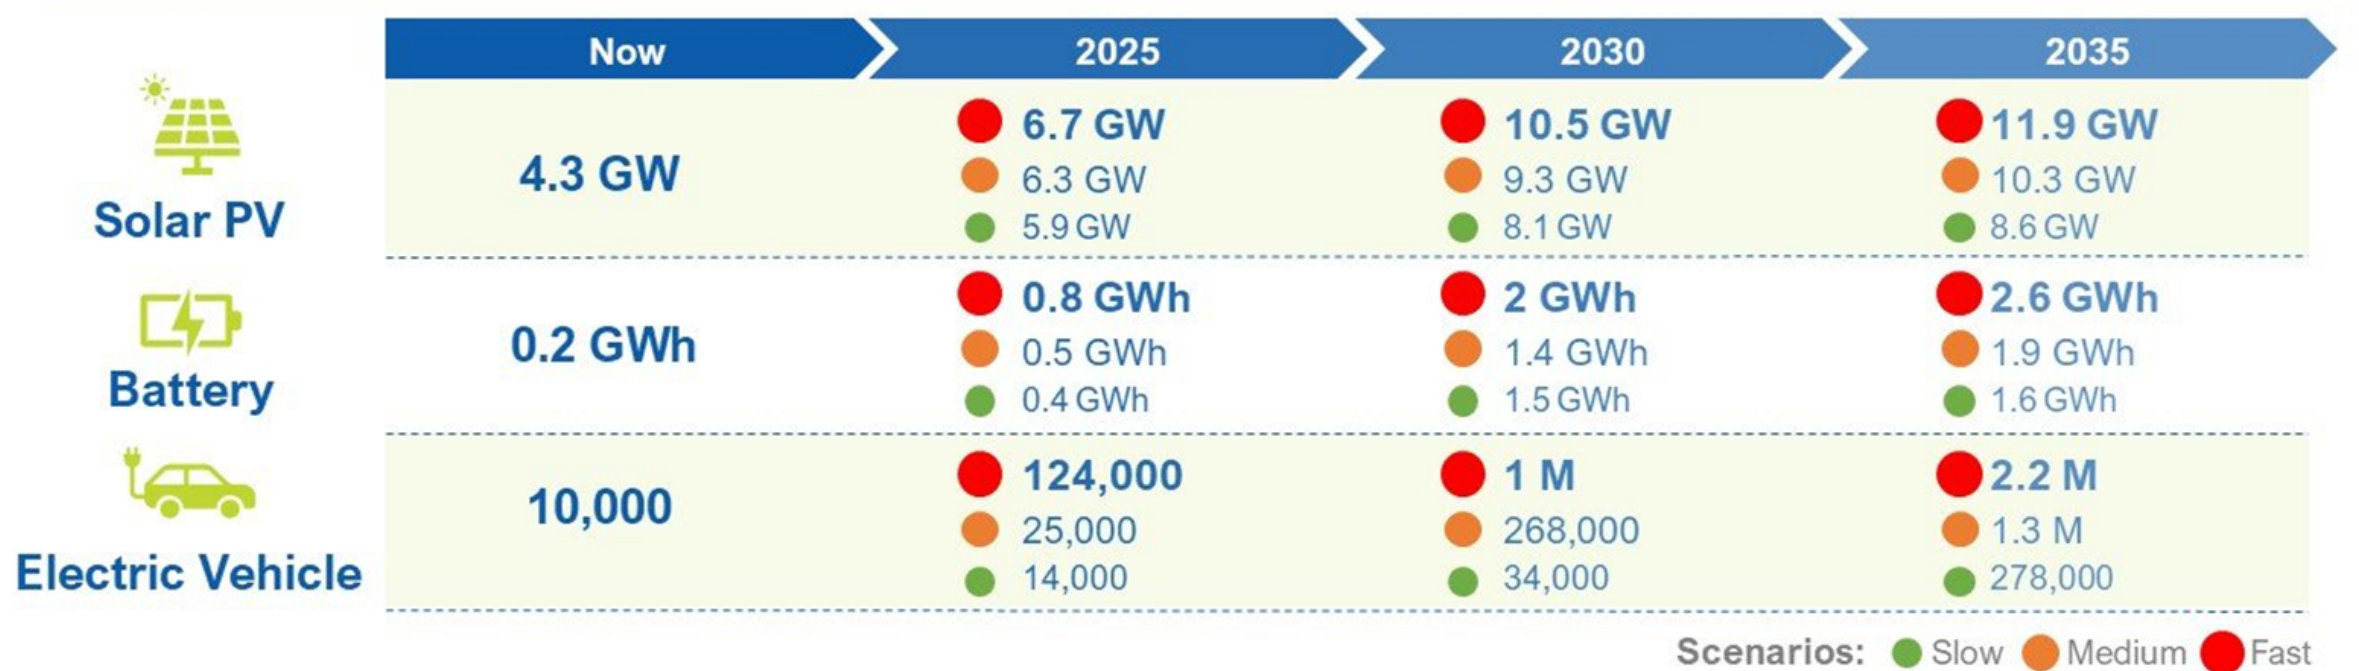 Now 2025 2030 2035
Solar PV
4.3 GW
6.7 GW 10.5 GW 11.9 GW
6.3 GW 9.3 GW 10.3 GW
5.9 GW 8.1 GW 8.6 GW
Battery
0.2 GWh
0.8 GWh 2 GWh 2.6 GWh
0.5 GWh 1.4 GWh 1.9 GWh
0.4 GWh 1.5 GWh 1.6 GWh
Electric Vehicle
10,000
124,000 1 M 2.2 M
25,000 268,000 1.3 M
14,000 34,000 278,000
Scenarios: Slow Medium Fast